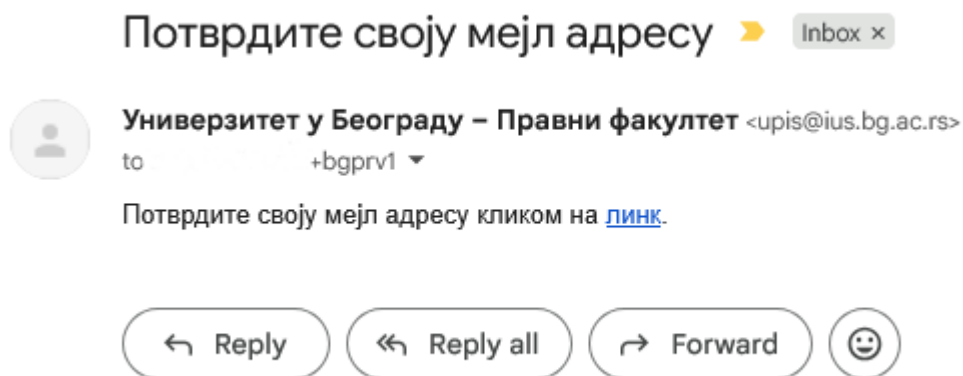 Потврдите своју мејл адресу Inbox ×
Универзитет у Београду – Правни факултет <upis@ius.bg.ac.rs>
to +bgprv1
Потврдите своју мејл адресу кликом на линк.
Reply Reply all Forward